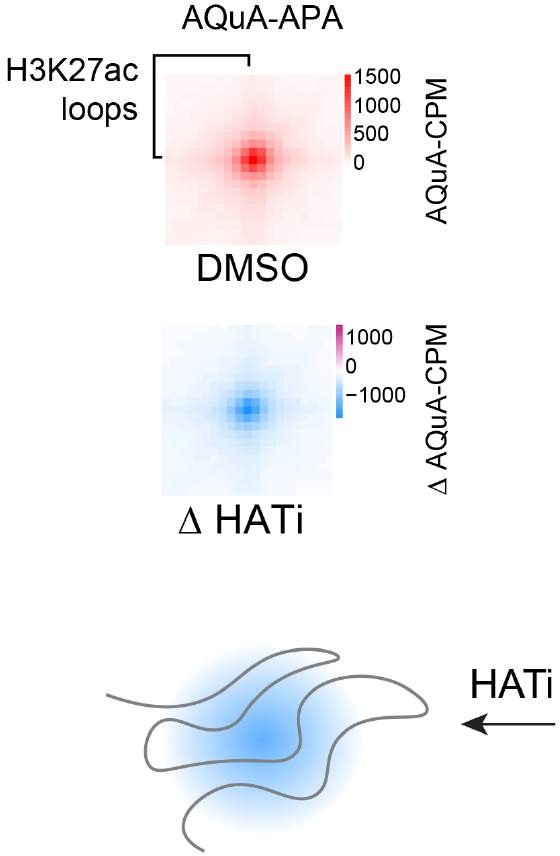 AQuA-APA
H3K27ac
loops
1500
1000
500
0
AQuA-CPM
DMSO
1000
0
−1000
Δ AQuA-CPM
Δ HATi
HATi